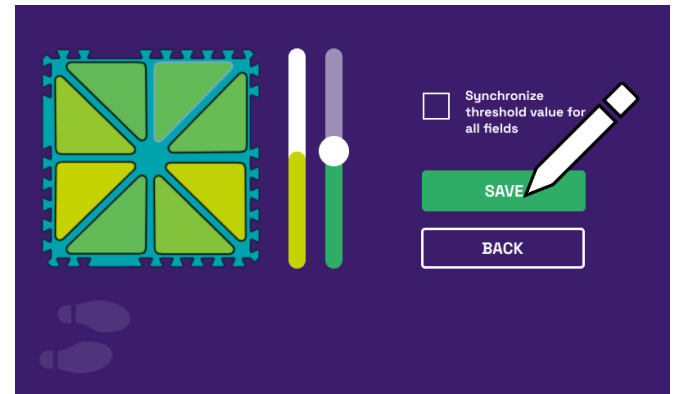 Synchronize
threshold value for
all fields
SAVE
BACK